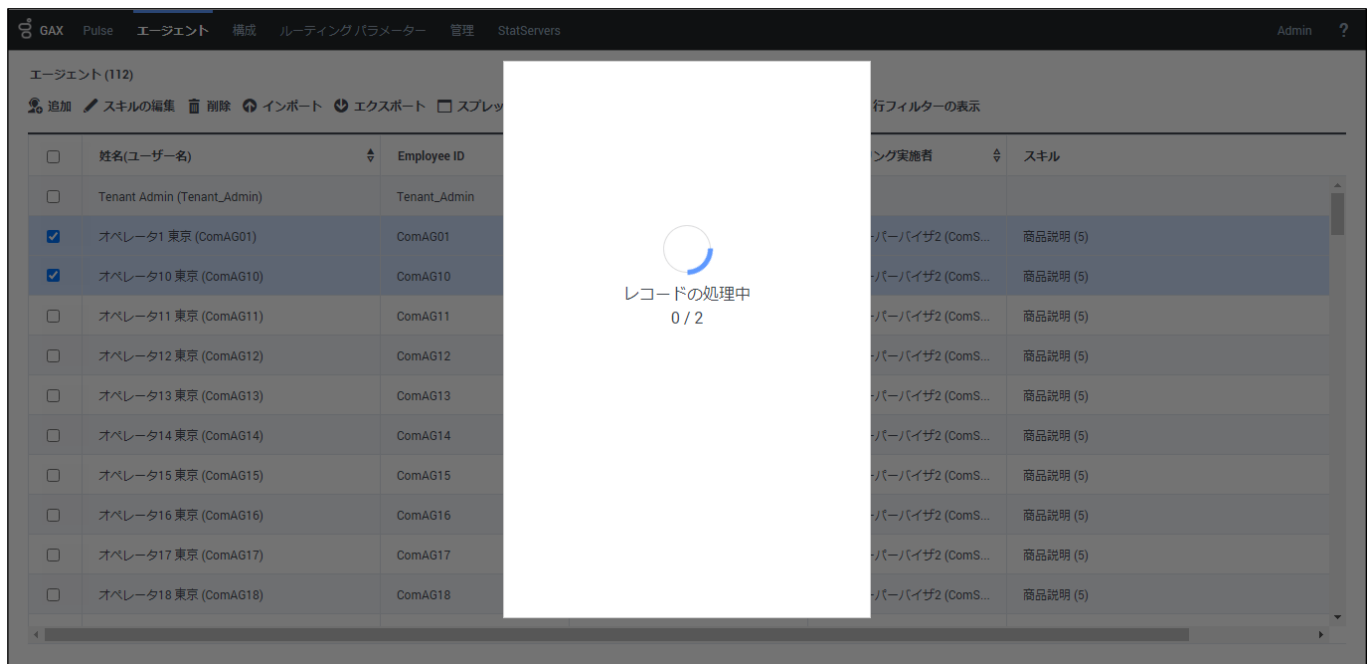 GAX Pulse エージェント 構成 ルーティング パラメーター 管理 StatServers Admin ?
エージェント (112)
追加 スキルの編集 削除 インポート エクスポート スプレッ 行フィルターの表示
姓名(ユーザー名) Employee ID ング実施者 スキル
Tenant Admin (Tenant_Admin) Tenant_Admin
オペレータ1 東京 (ComAG01) ComAG01 ーパーバイザ2 (ComS... 商品説明 (5)
オペレータ10 東京 (ComAG10) ComAG10 ーパーバイザ2 (ComS... 商品説明 (5)
レコードの処理中
0 / 2
オペレータ11 東京 (ComAG11) ComAG11 ーパーバイザ2 (ComS... 商品説明 (5)
オペレータ12 東京 (ComAG12) ComAG12 ーパーバイザ2 (ComS... 商品説明 (5)
オペレータ13 東京 (ComAG13) ComAG13 ーパーバイザ2 (ComS... 商品説明 (5)
オペレータ14 東京 (ComAG14) ComAG14 ーパーバイザ2 (ComS... 商品説明 (5)
オペレータ15 東京 (ComAG15) ComAG15 ーパーバイザ2 (ComS... 商品説明 (5)
オペレータ16 東京 (ComAG16) ComAG16 ーパーバイザ2 (ComS... 商品説明 (5)
オペレータ17 東京 (ComAG17) ComAG17 ーパーバイザ2 (ComS... 商品説明 (5)
オペレータ18 東京 (ComAG18) ComAG18 ーパーバイザ2 (ComS... 商品説明 (5)